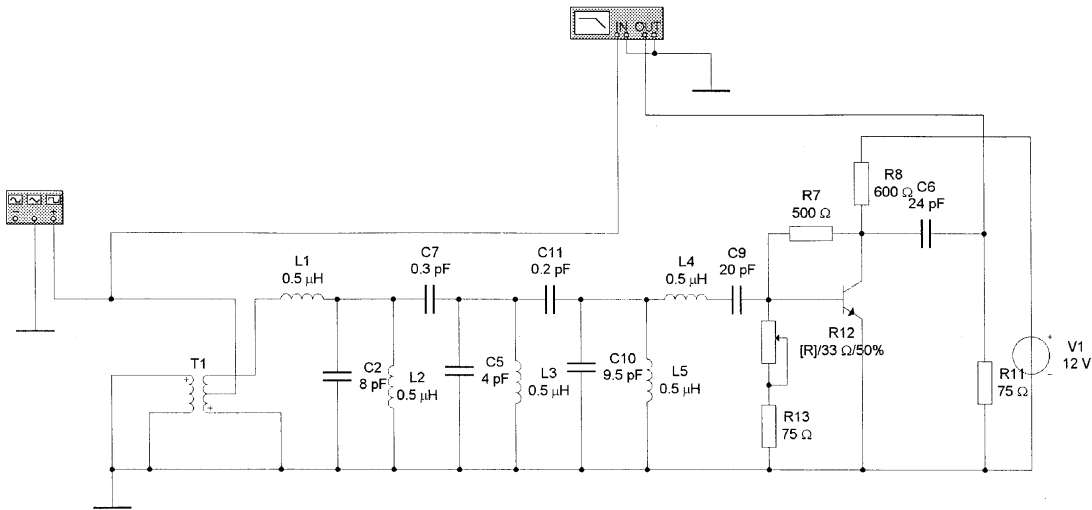 IN OUT
R8
600 Ω
C6
24 pF
R7
500 Ω
- +
C7
0.3 pF
C11
0.2 pF
L1
0.5 μH
L4
0.5 μH
C9
20 pF
R12
[R]/33 Ω/50%
+
V1
12 V
-
T1
+
+
C2
8 pF
L2
0.5 μH
C5
4 pF
L3
0.5 μH
C10
9.5 pF
L5
0.5 μH
R11
75 Ω
R13
75 Ω